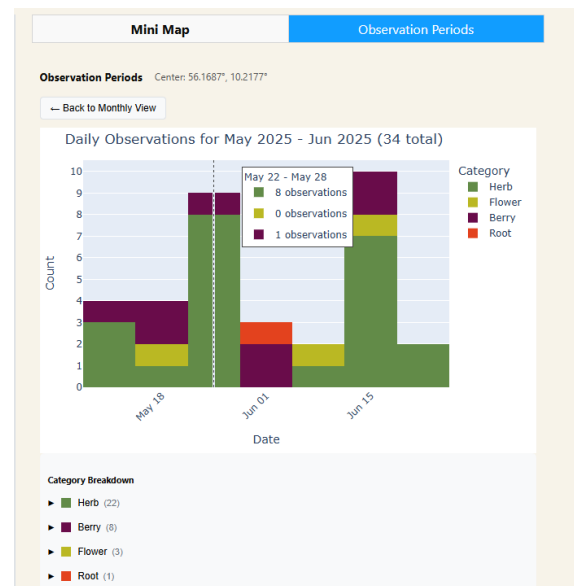 Mini Map
Observation Periods
Observation Periods Center: 56.1687°, 10.2177°
← Back to Monthly View
Daily Observations for May 2025 - Jun 2025 (34 total)
Category
Herb
Flower
Berry
Root
May 22 - May 28
8 observations
0 observations
1 observations
Count
10
9
8
7
6
5
4
3
2
1
0
May 18
Jun 01
Jun 15
Date
Category Breakdown
► Herb (22)
► Berry (8)
► Flower (3)
► Root (1)